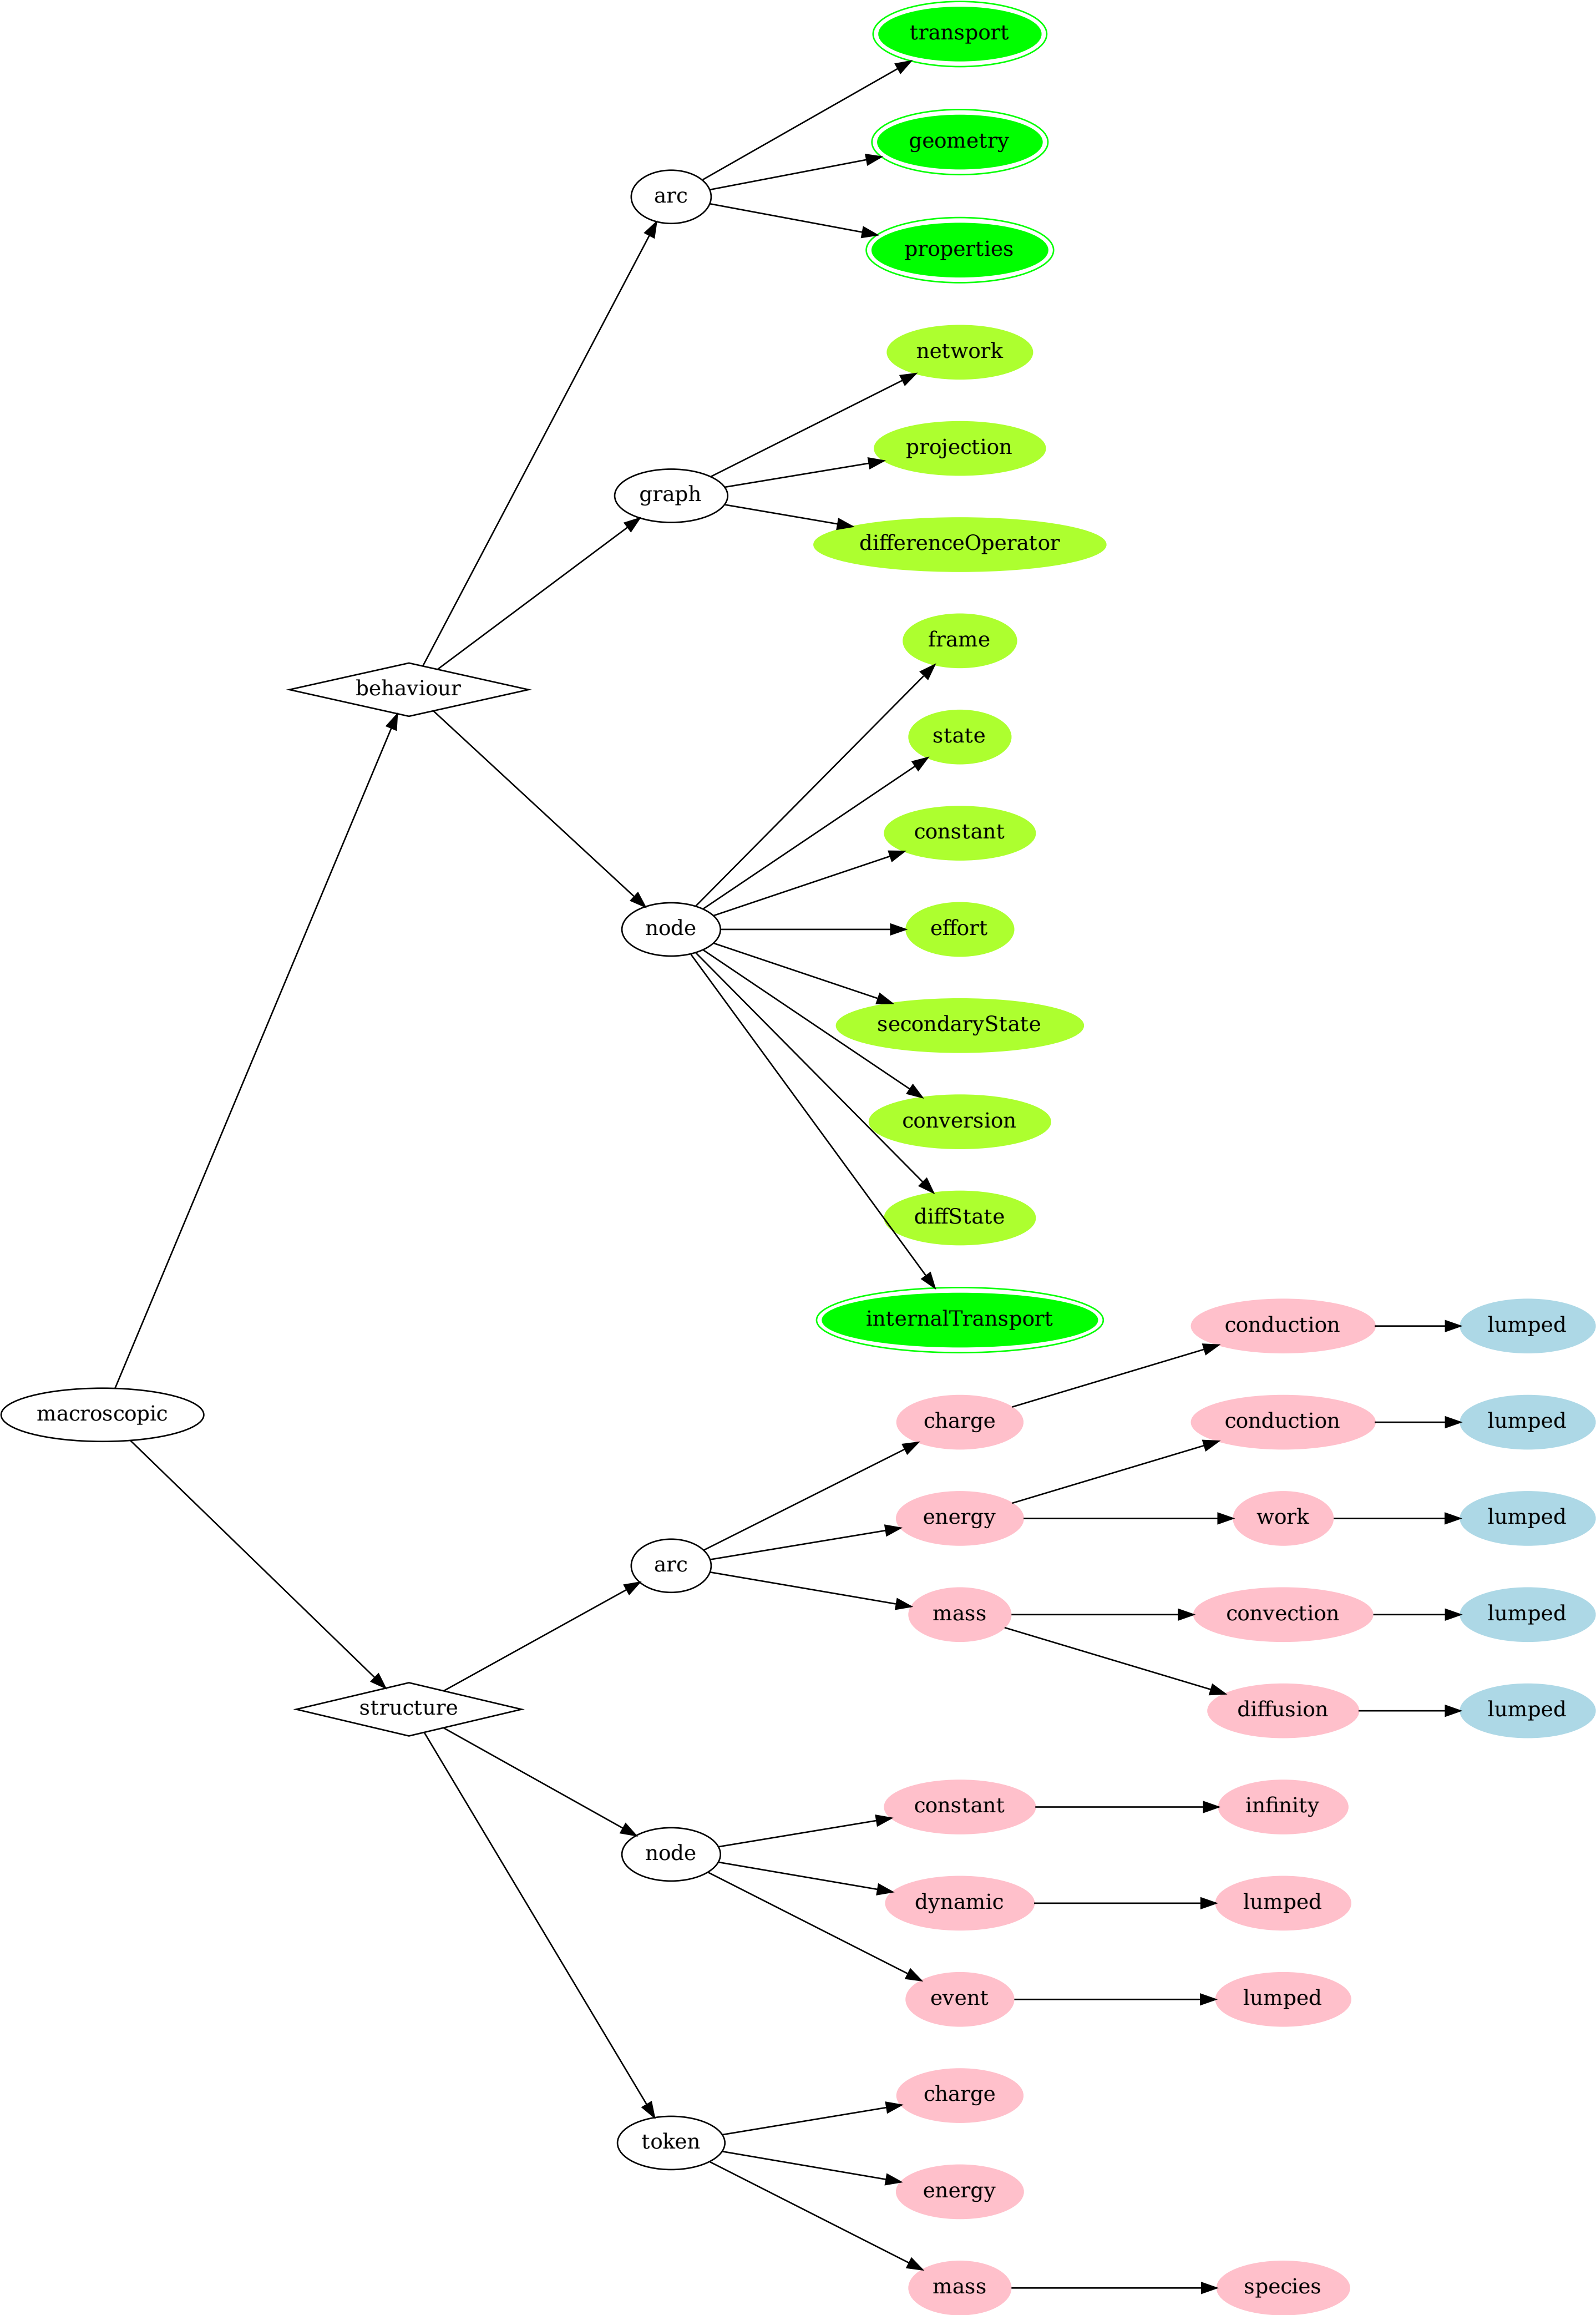 transport
geometry
arc
properties
network
projection
graph
differenceOperator
frame
behaviour
state
constant
node
effort
secondaryState
conversion
diffState
internalTransport
conduction
lumped
macroscopic
charge
conduction
lumped
energy
work
lumped
arc
mass
convection
lumped
structure
diffusion
lumped
constant
infinity
node
dynamic
lumped
event
lumped
charge
token
energy
mass
species